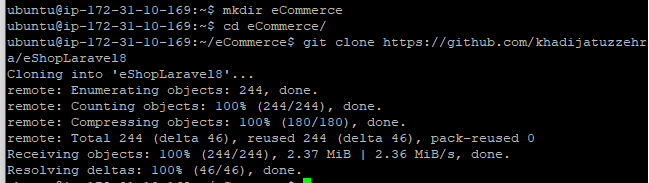 ubuntu@ip-172-31-10-169:~$ mkdir eCommerce
ubuntu@ip-172-31-10-169:~$ cd eCommerce/
ubuntu@ip-172-31-10-169:~/eCommerce$ git clone https://github.com/khadijatuzzehr
a/eShopLaravel8
Cloning into 'eShopLaravel8'...
remote: Enumerating objects: 244, done.
remote: Counting objects: 100% (244/244), done.
remote: Compressing objects: 100% (180/180), done.
remote: Total 244 (delta 46), reused 244 (delta 46), pack-reused 0
Receiving objects: 100% (244/244), 2.37 MiB | 2.36 MiB/s, done.
Resolving deltas: 100% (46/46), done.